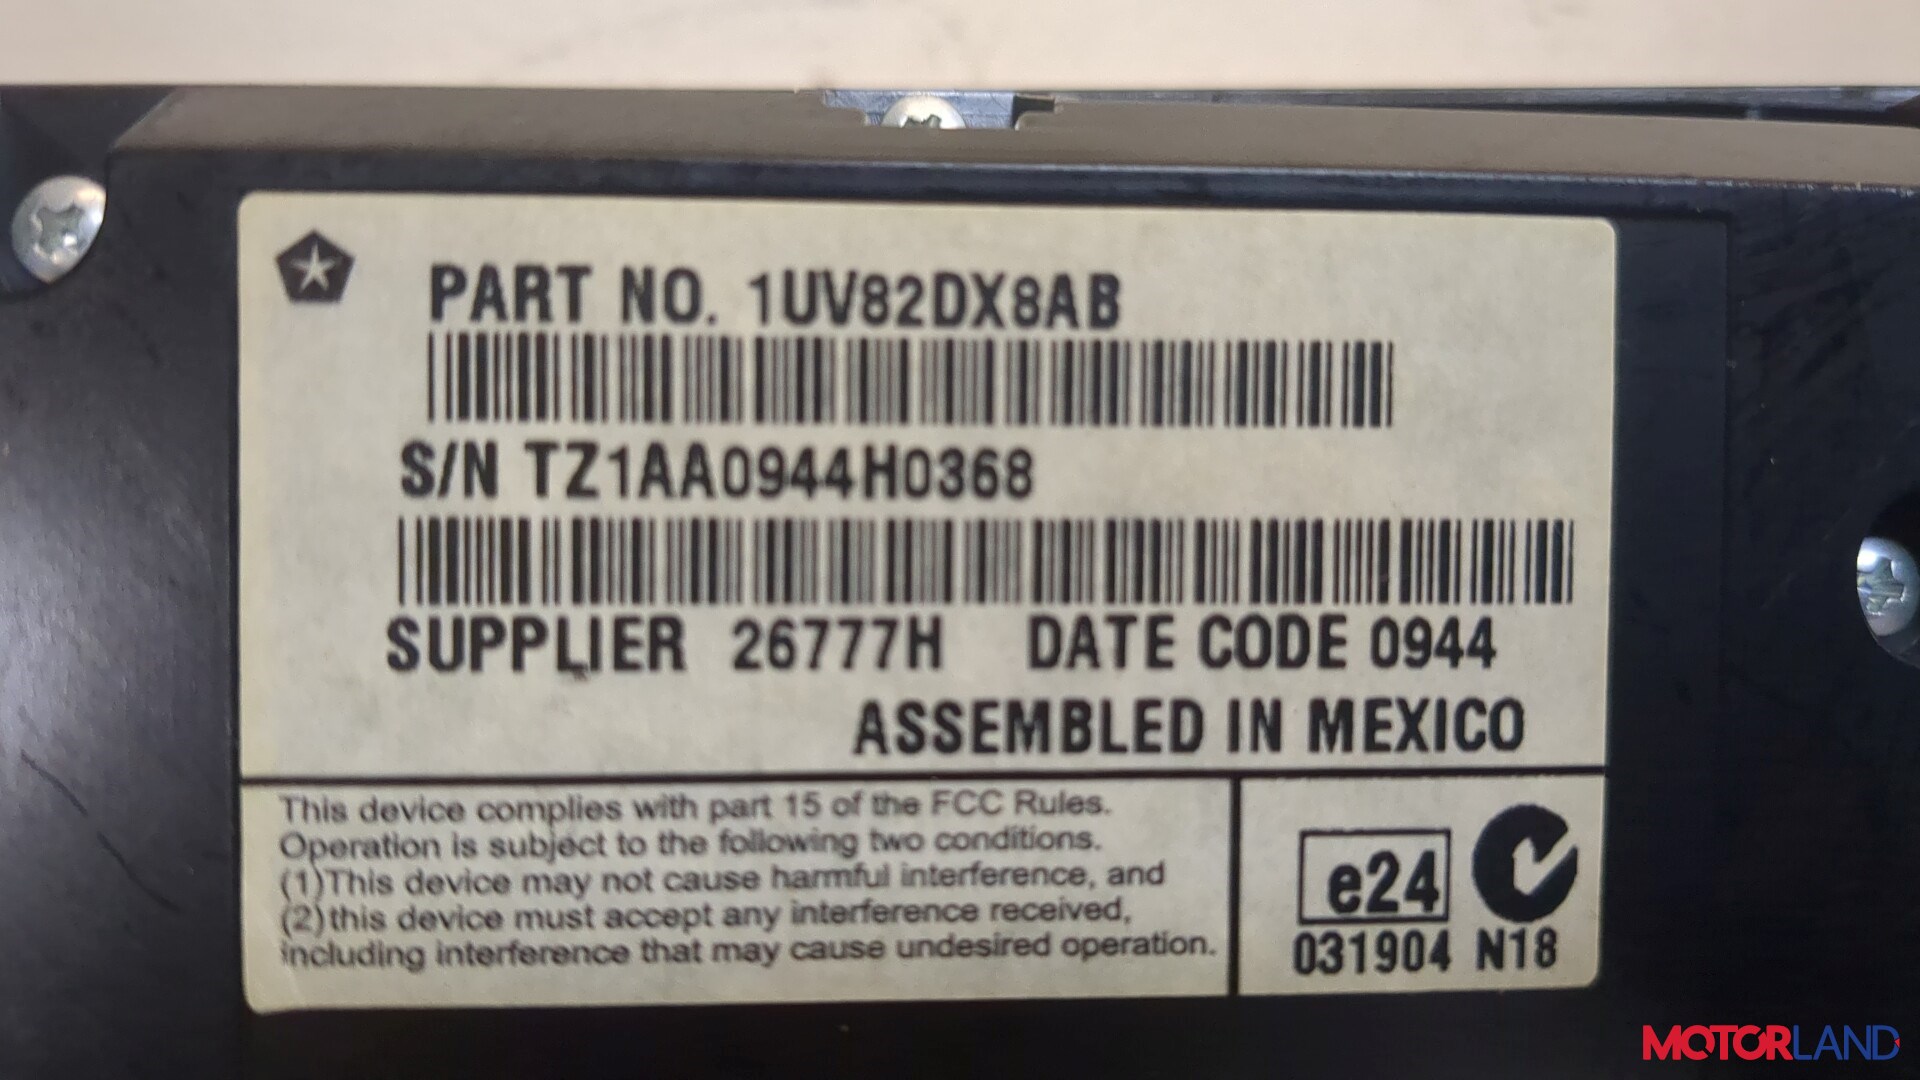 PART NO. 1UV82DX8AB
S/N TZ1AA0944H0368
SUPPLIER 26777H DATE CODE 0944
ASSEMBLED IN MEXICO
This device complies with part 15 of the FCC Rules.
Operation is subject to the following two conditions.
(1)This device may not cause harmful interference, and
(2)this device must accept any interference received,
including interference that may cause undesired operation.
e24
031904 N18
MOTORLAND